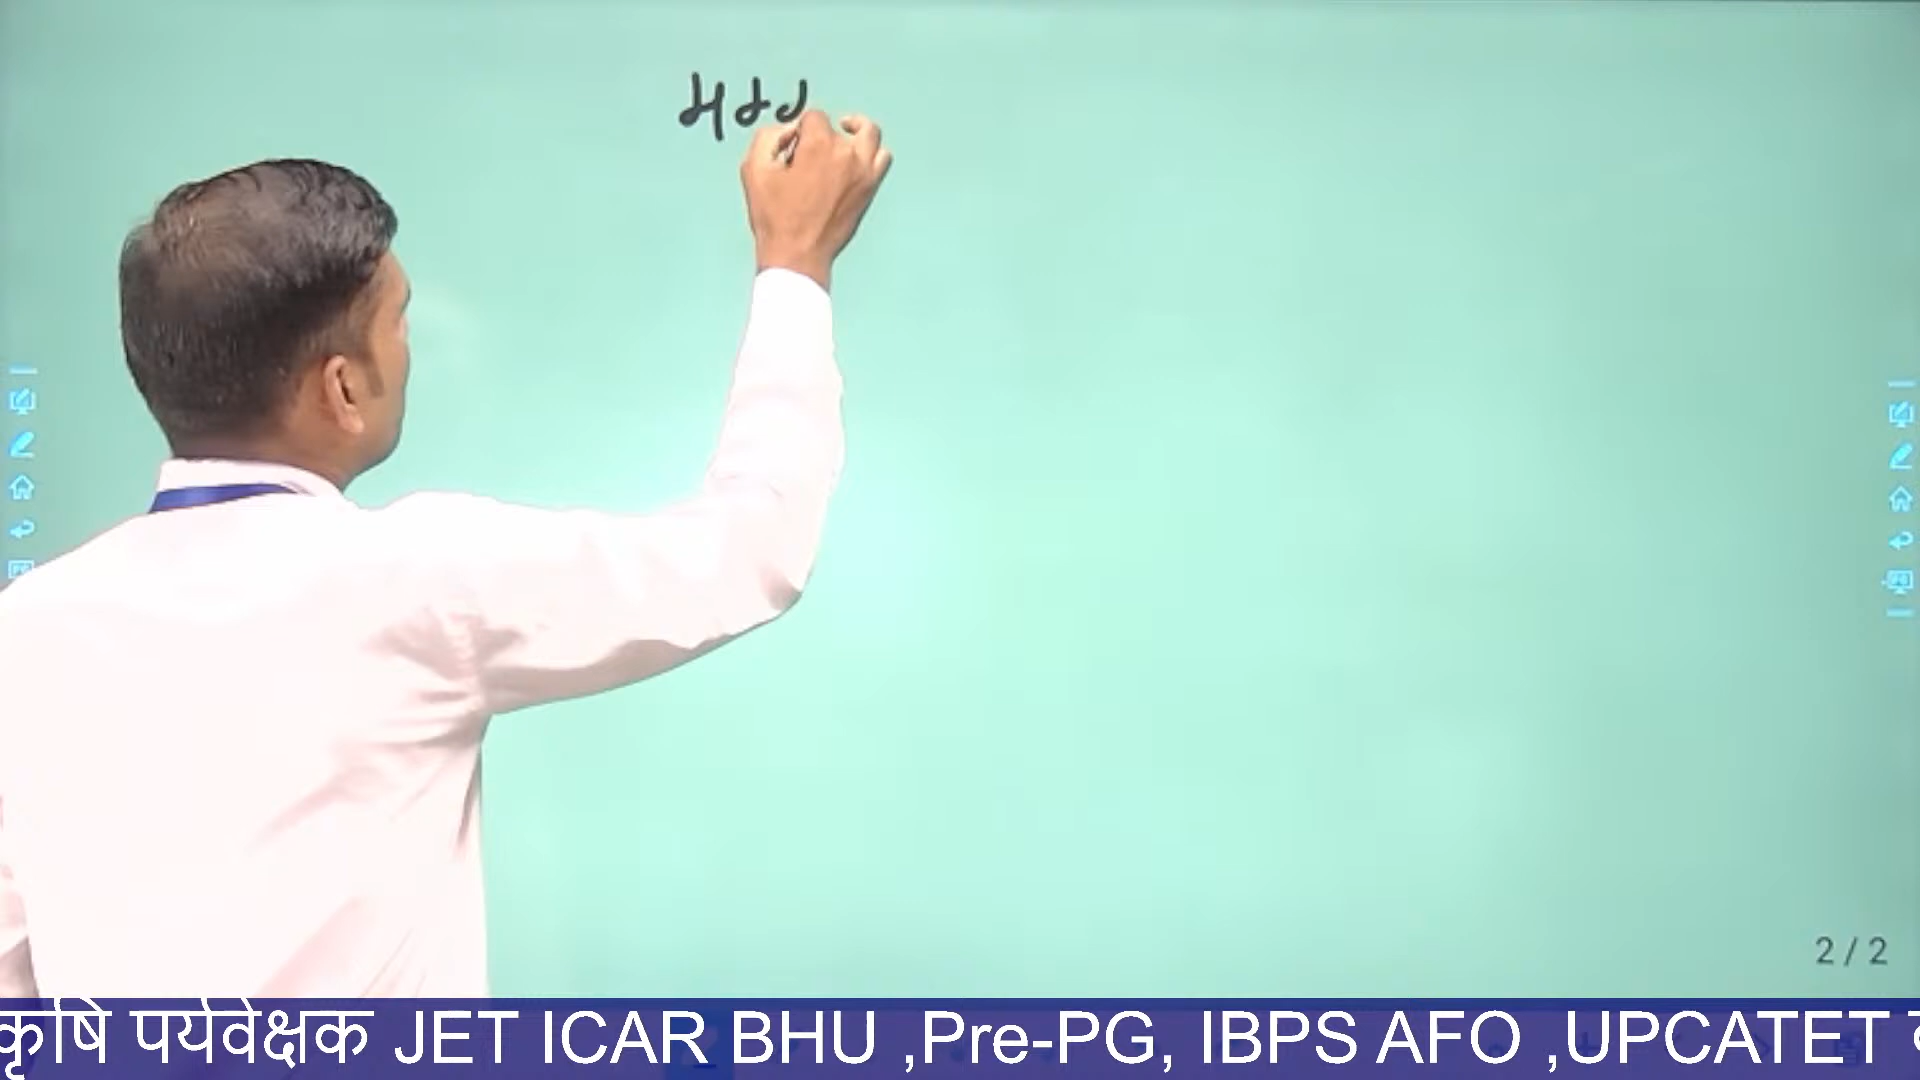 2 / 2
कृषि पर्यवेक्षक JET ICAR BHU ,Pre-PG, IBPS AFO ,UPCATET